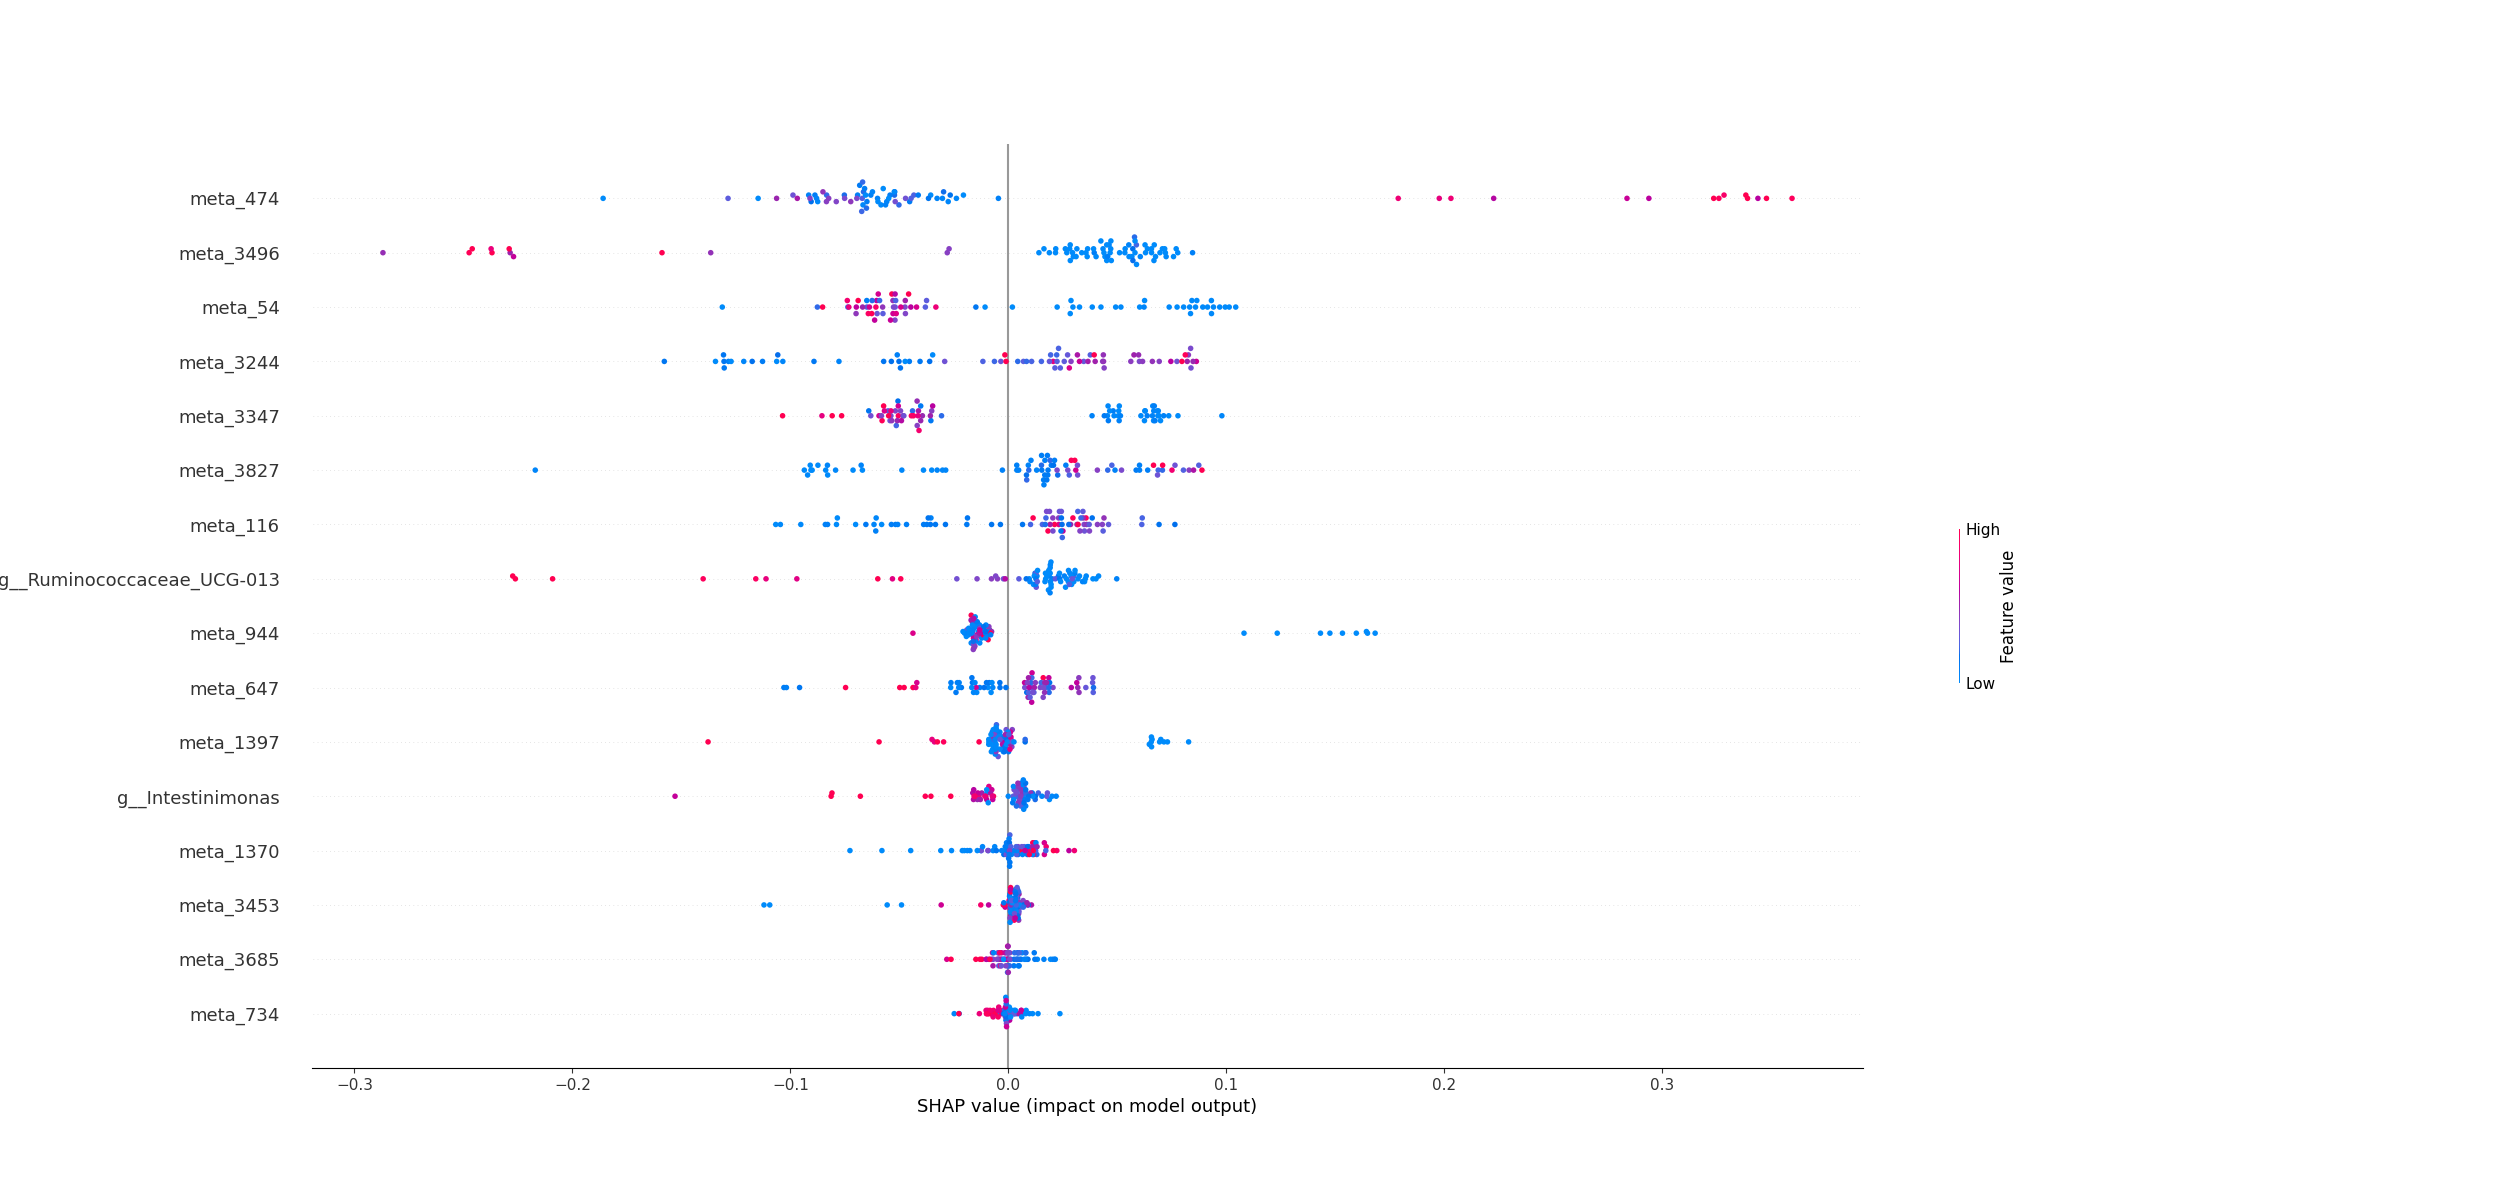 meta_474
meta_3496
meta_54
meta_3244
meta_3347
meta_3827
meta_116
g__Ruminococcaceae_UCG-013
meta_944
meta_647
meta_1397
g__Intestinimonas
meta_1370
meta_3453
meta_3685
meta_734
−0.3 −0.2 −0.1 0.0 0.1 0.2 0.3
SHAP value (impact on model output)
High
Feature value
Low